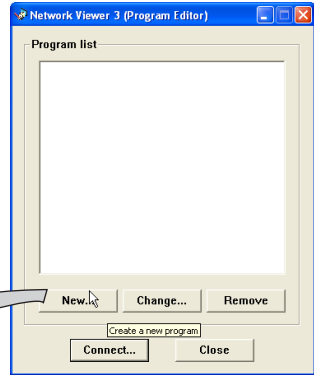 Network Viewer 3 (Program Editor)
Program list
New... Change... Remove
Create a new program
Connect... Close